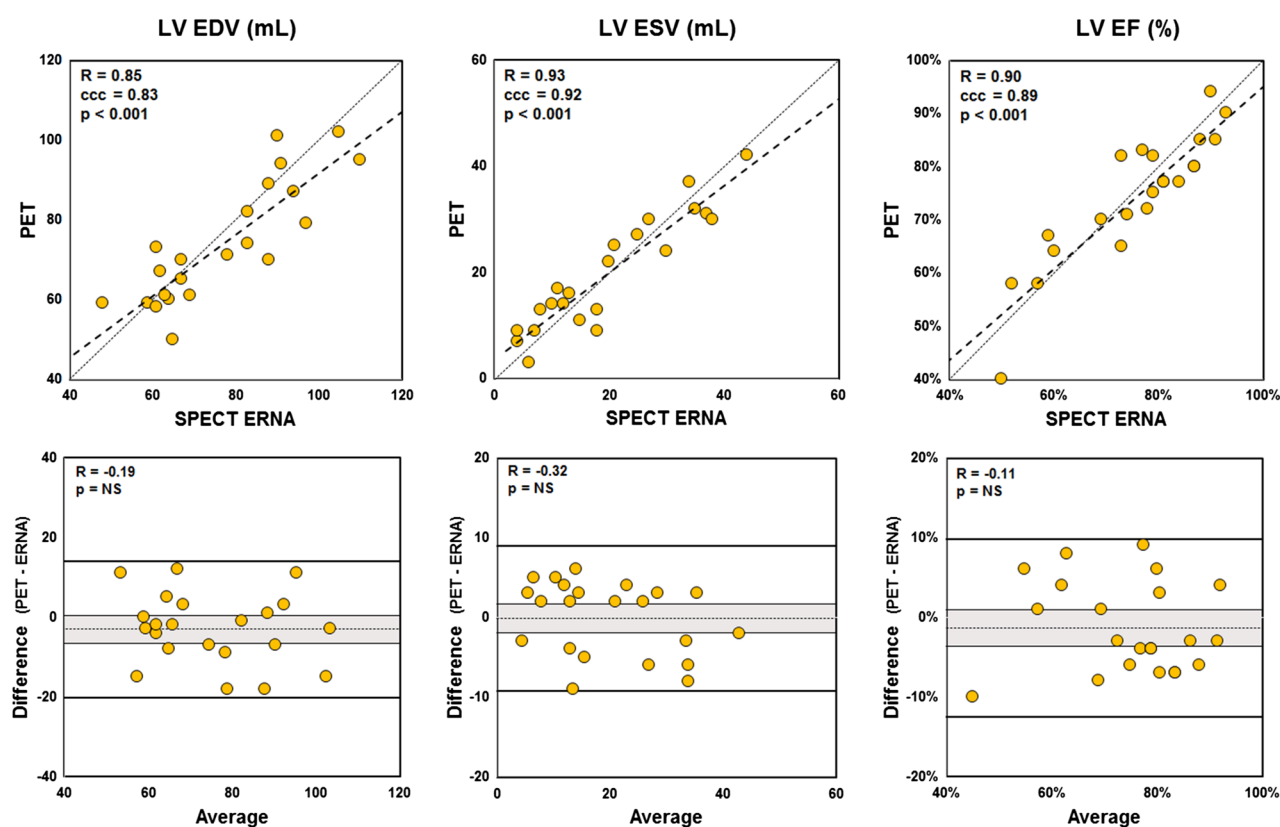 LV EDV (mL)
R = 0.85
ccc = 0.83
p < 0.001
PET
120
100
80
60
40
40 60 80 100 120
SPECT ERNA
LV ESV (mL)
R = 0.93
ccc = 0.92
p < 0.001
PET
60
40
20
0
0 20 40 60
SPECT ERNA
LV EF (%)
R = 0.90
ccc = 0.89
p < 0.001
PET
100%
90%
80%
70%
60%
50%
40%
40% 60% 80% 100%
SPECT ERNA
R = -0.19
p = NS
Difference (PET - ERNA)
40
20
0
-20
-40
40 60 80 100 120
Average
R = -0.32
p = NS
Difference (PET - ERNA)
20
10
0
-10
-20
0 20 40 60
Average
R = -0.11
p = NS
Difference (PET - ERNA)
20%
10%
0%
-10%
-20%
40% 60% 80% 100%
Average